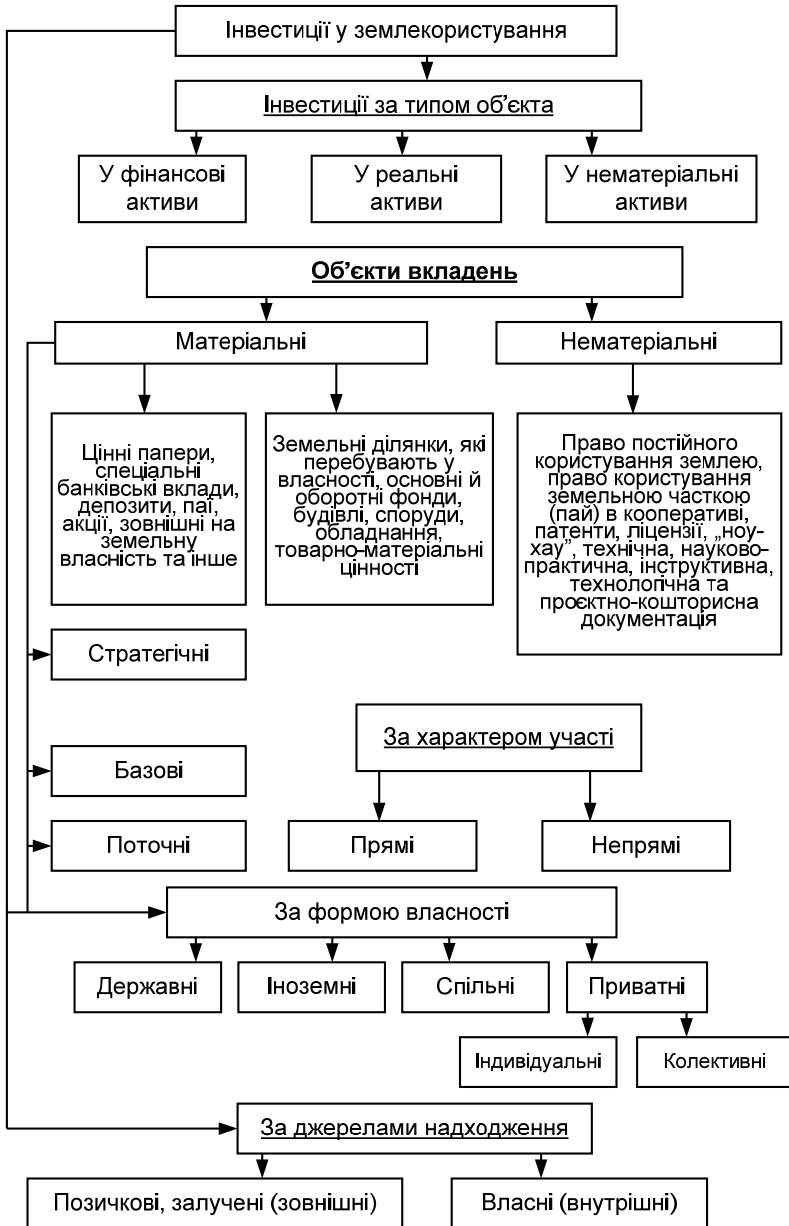 Інвестиції у землекористування
Інвестиції за типом об’єкта
У фінансові
активи
У реальні
активи
У нематеріальні
активи
Об’єкти вкладень
Матеріальні
Нематеріальні
Цінні папери,
спеціальні
банківські вклади,
депозити, паї,
акції, зовнішні на
земельну
власність та інше
Земельні ділянки, які
перебувають у
власності, основні й
оборотні фонди,
будівлі, споруди,
обладнання,
товарно-матеріальні
цінності
Право постійного
користування землею,
право користування
земельною часткою
(пай) в кооперативі,
патенти, ліцензії, „ноу-
хау”, технічна, науково-
практична, інструктивна,
технологічна та
проєктно-кошторисна
документація
Стратегічні
За характером участі
Базові
Поточні
Прямі
Непрямі
За формою власності
Державні
Іноземні
Спільні
Приватні
Індивідуальні
Колективні
За джерелами надходження
Позичкові, залучені (зовнішні)
Власні (внутрішні)